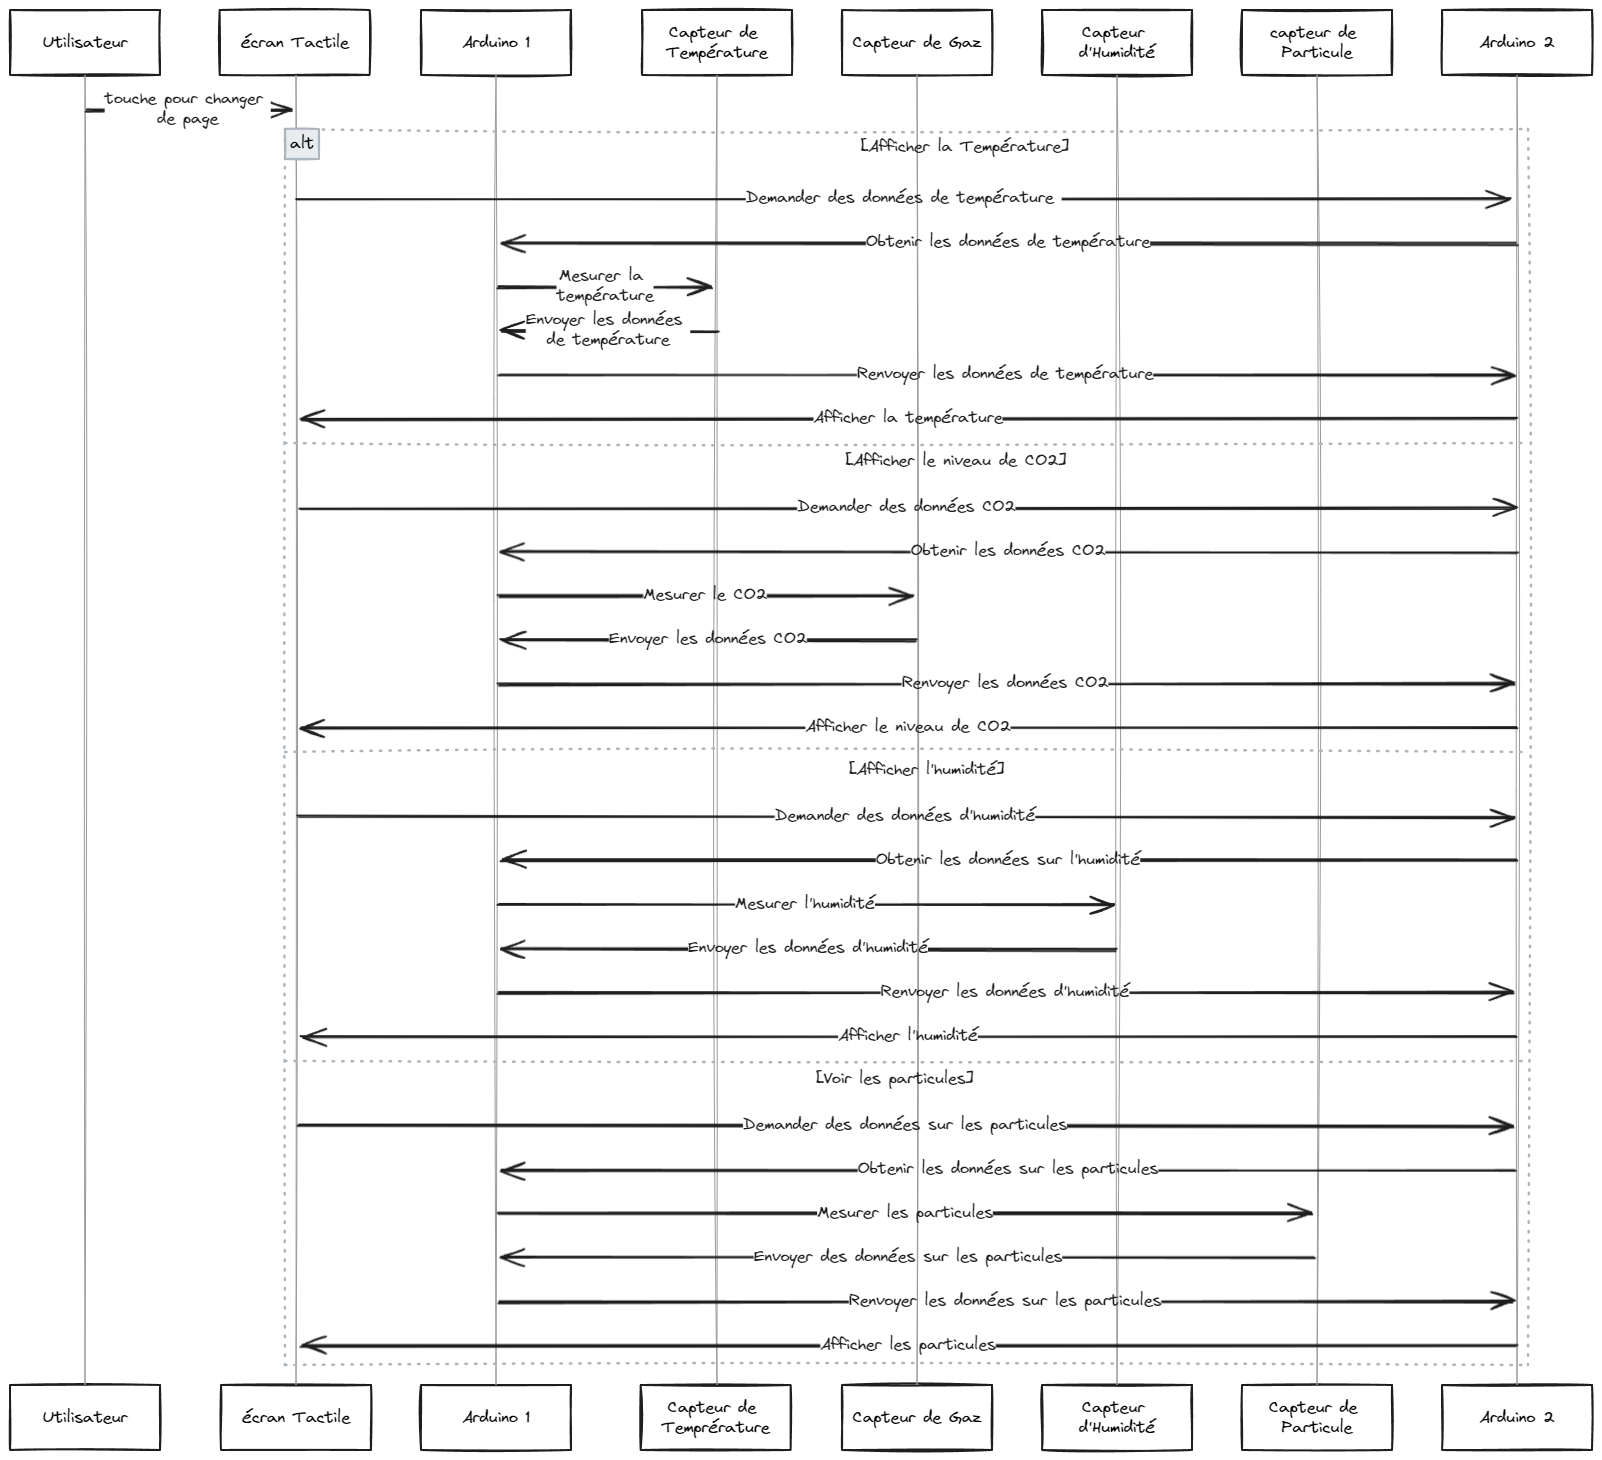 Utilisateur
écran Tactile
Arduino 1
Capteur de
Température
Capteur de Gaz
Capteur
d'Humidité
capteur de
Particule
Arduino 2
touche pour changer
de page
alt
[Afficher la Température]
Demander des données de température
Obtenir les données de température
Mesurer la
température
Envoyer les données
de température
Renvoyer les données de température
Afficher la température
[Afficher le niveau de CO2]
Demander des données CO2
Obtenir les données CO2
Mesurer le CO2
Envoyer les données CO2
Renvoyer les données CO2
Afficher le niveau de CO2
[Afficher l'humidité]
Demander des données d'humidité
Obtenir les données sur l'humidité
Mesurer l'humidité
Envoyer les données d'humidité
Renvoyer les données d'humidité
Afficher l'humidité
[Voir les particules]
Demander des données sur les particules
Obtenir les données sur les particules
Mesurer les particules
Envoyer des données sur les particules
Renvoyer les données sur les particules
Afficher les particules
Utilisateur
écran Tactile
Arduino 1
Capteur de
Temprérature
Capteur de Gaz
Capteur
d'Humidité
Capteur de
Particule
Arduino 2